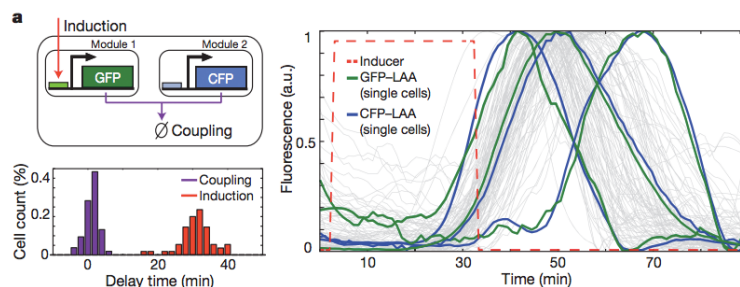 a
Induction
Module 1
Module 2
GFP
CFP
∅ Coupling
Cell count (%)
0.4
0.2
0
Coupling
Induction
0
20
40
Delay time (min)
Fluorescence (a.u.)
1
0.5
0
Inducer
GFP–LAA
(single cells)
CFP–LAA
(single cells)
10
30
50
70
Time (min)